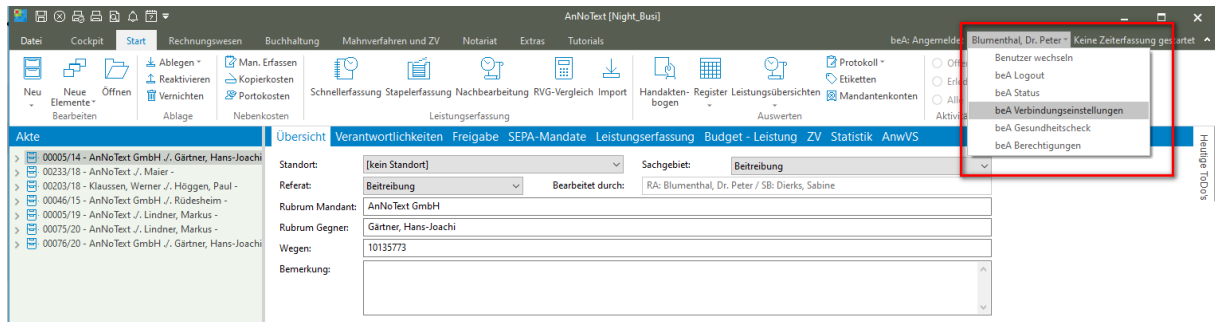 AnNoText [Night_Busi]
Datei Cockpit Start Rechnungswesen Buchhaltung Mahnverfahren und ZV Notariat Extras Tutorials beA: Angemeldet Blumenthal, Dr. Peter Keine Zeiterfassung gestartet
Neu
Neue Elemente
Öffnen
Bearbeiten
Ablegen
Reaktivieren
Vernichten
Ablage
Man. Erfassen
Kopierkosten
Portokosten
Nebenkosten
Schnellerfassung Stapelerfassung Nachbearbeitung RVG-Vergleich Import
Leistungserfassung
Handakten-bogen
Register
Leistungsübersichten
Protokoll
Etiketten
Mandantenkonten
Auswerten
Benutzer wechseln
beA Logout
beA Status
beA Verbindungseinstellungen
beA Gesundheitscheck
beA Berechtigungen
Akte
00005/14 - AnNoText GmbH ./. Gärtner, Hans-Joachi
00233/18 - AnNoText ./. Maier -
00203/18 - Klaussen, Werner ./. Höggen, Paul -
00046/15 - AnNoText GmbH ./. Rüdesheim -
00005/19 - AnNoText ./. Lindner, Markus -
00075/20 - AnNoText ./. Lindner, Markus -
00076/20 - AnNoText GmbH ./. Gärtner, Hans-Joachi
Übersicht Verantwortlichkeiten Freigabe SEPA-Mandate Leistungserfassung Budget - Leistung ZV Statistik AnwVS
Standort: [kein Standort] Sachgebiet: Beitreibung
Referat: Beitreibung Bearbeitet durch: RA: Blumenthal, Dr. Peter / SB: Dierks, Sabine
Rubrum Mandant: AnNoText GmbH
Rubrum Gegner: Gärtner, Hans-Joachi
Wegen: 10135773
Bemerkung:
Heutige ToDo's